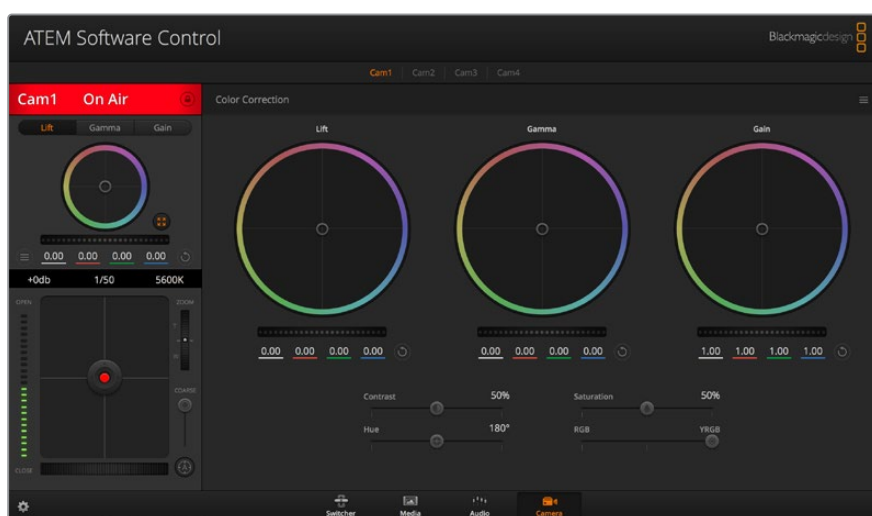 ATEM Software Control
Blackmagicdesign
Cam1 Cam2 Cam3 Cam4
Cam1 On Air
Color Correction
Lift Gamma Gain
Lift Gamma Gain
0.00 0.00 0.00 0.00
+0db 1/50 5600K
OPEN
ZOOM
T
W
COARSE
CLOSE
A
0.00 0.00 0.00 0.00
0.00 0.00 0.00 0.00
1.00 1.00 1.00 1.00
Contrast 50%
Saturation 50%
Hue 180°
RGB YRGB
Switcher Media Audio Camera